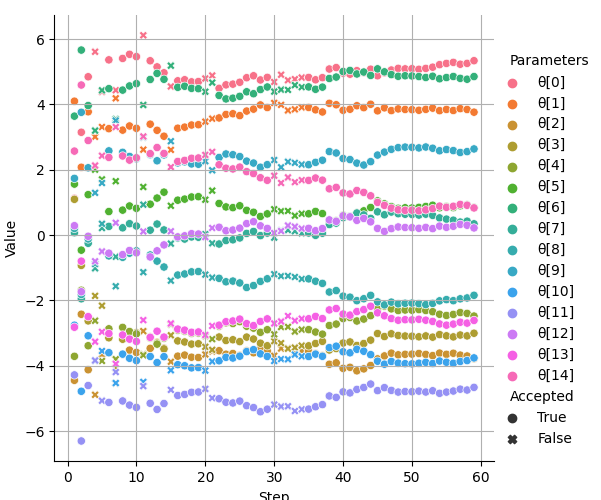 6
4
2
0
−2
−4
−6
Value
0
10
20
30
40
50
60
Step
Parameters
θ[0]
θ[1]
θ[2]
θ[3]
θ[4]
θ[5]
θ[6]
θ[7]
θ[8]
θ[9]
θ[10]
θ[11]
θ[12]
θ[13]
θ[14]
Accepted
True
False